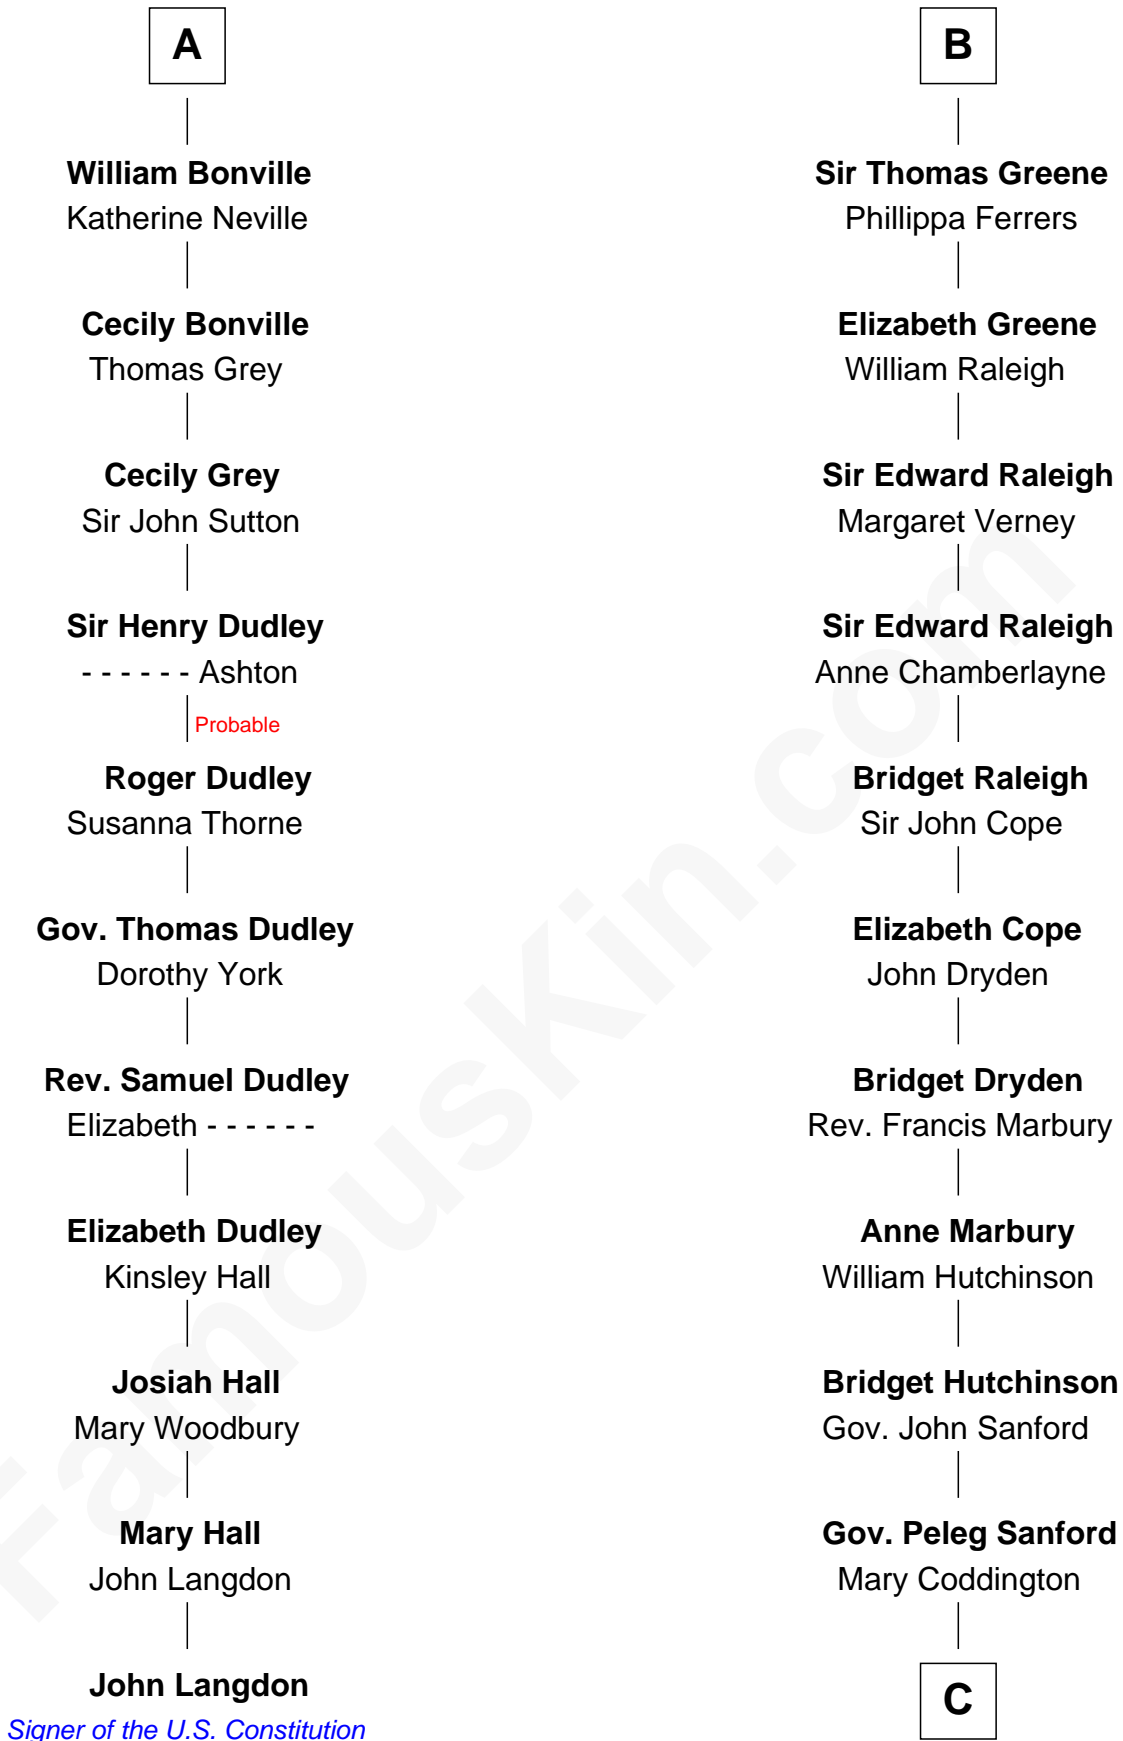 A
William Bonville
Katherine Neville
Cecily Bonville
Thomas Grey
Cecily Grey
Sir John Sutton
Sir Henry Dudley
- - - - - - Ashton
Probable
Roger Dudley
Susanna Thorne
Gov. Thomas Dudley
Dorothy York
Rev. Samuel Dudley
Elizabeth - - - - - -
Elizabeth Dudley
Kinsley Hall
Josiah Hall
Mary Woodbury
Mary Hall
John Langdon
John Langdon
Signer of the U.S. Constitution
B
Sir Thomas Greene
Phillippa Ferrers
Elizabeth Greene
William Raleigh
Sir Edward Raleigh
Margaret Verney
Sir Edward Raleigh
Anne Chamberlayne
Bridget Raleigh
Sir John Cope
Elizabeth Cope
John Dryden
Bridget Dryden
Rev. Francis Marbury
Anne Marbury
William Hutchinson
Bridget Hutchinson
Gov. John Sanford
Gov. Peleg Sanford
Mary Coddington
C
FamousKin.com